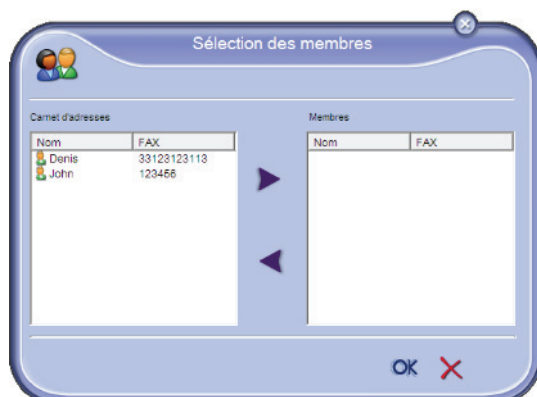 Sélection des membres
Carnet d'adresses
Membres
Nom FAX
Nom FAX
Denis 33123123113
John 123456
OK